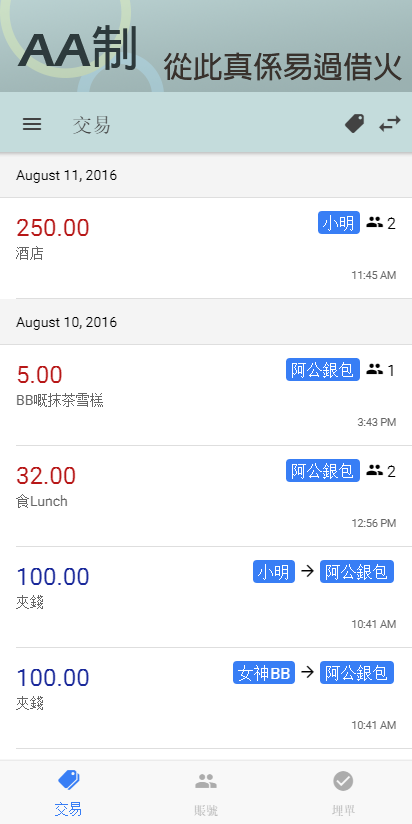 AA制
從此真係易過借火
交易
August 11, 2016
250.00
小明 2
酒店
11:45 AM
August 10, 2016
5.00
阿公銀包 1
BB嘅抹茶雪榚
3:43 PM
32.00
阿公銀包 2
食Lunch
12:56 PM
100.00
小明 → 阿公銀包
夾錢
10:41 AM
100.00
女神BB → 阿公銀包
夾錢
10:41 AM
交易 賬號 埋單